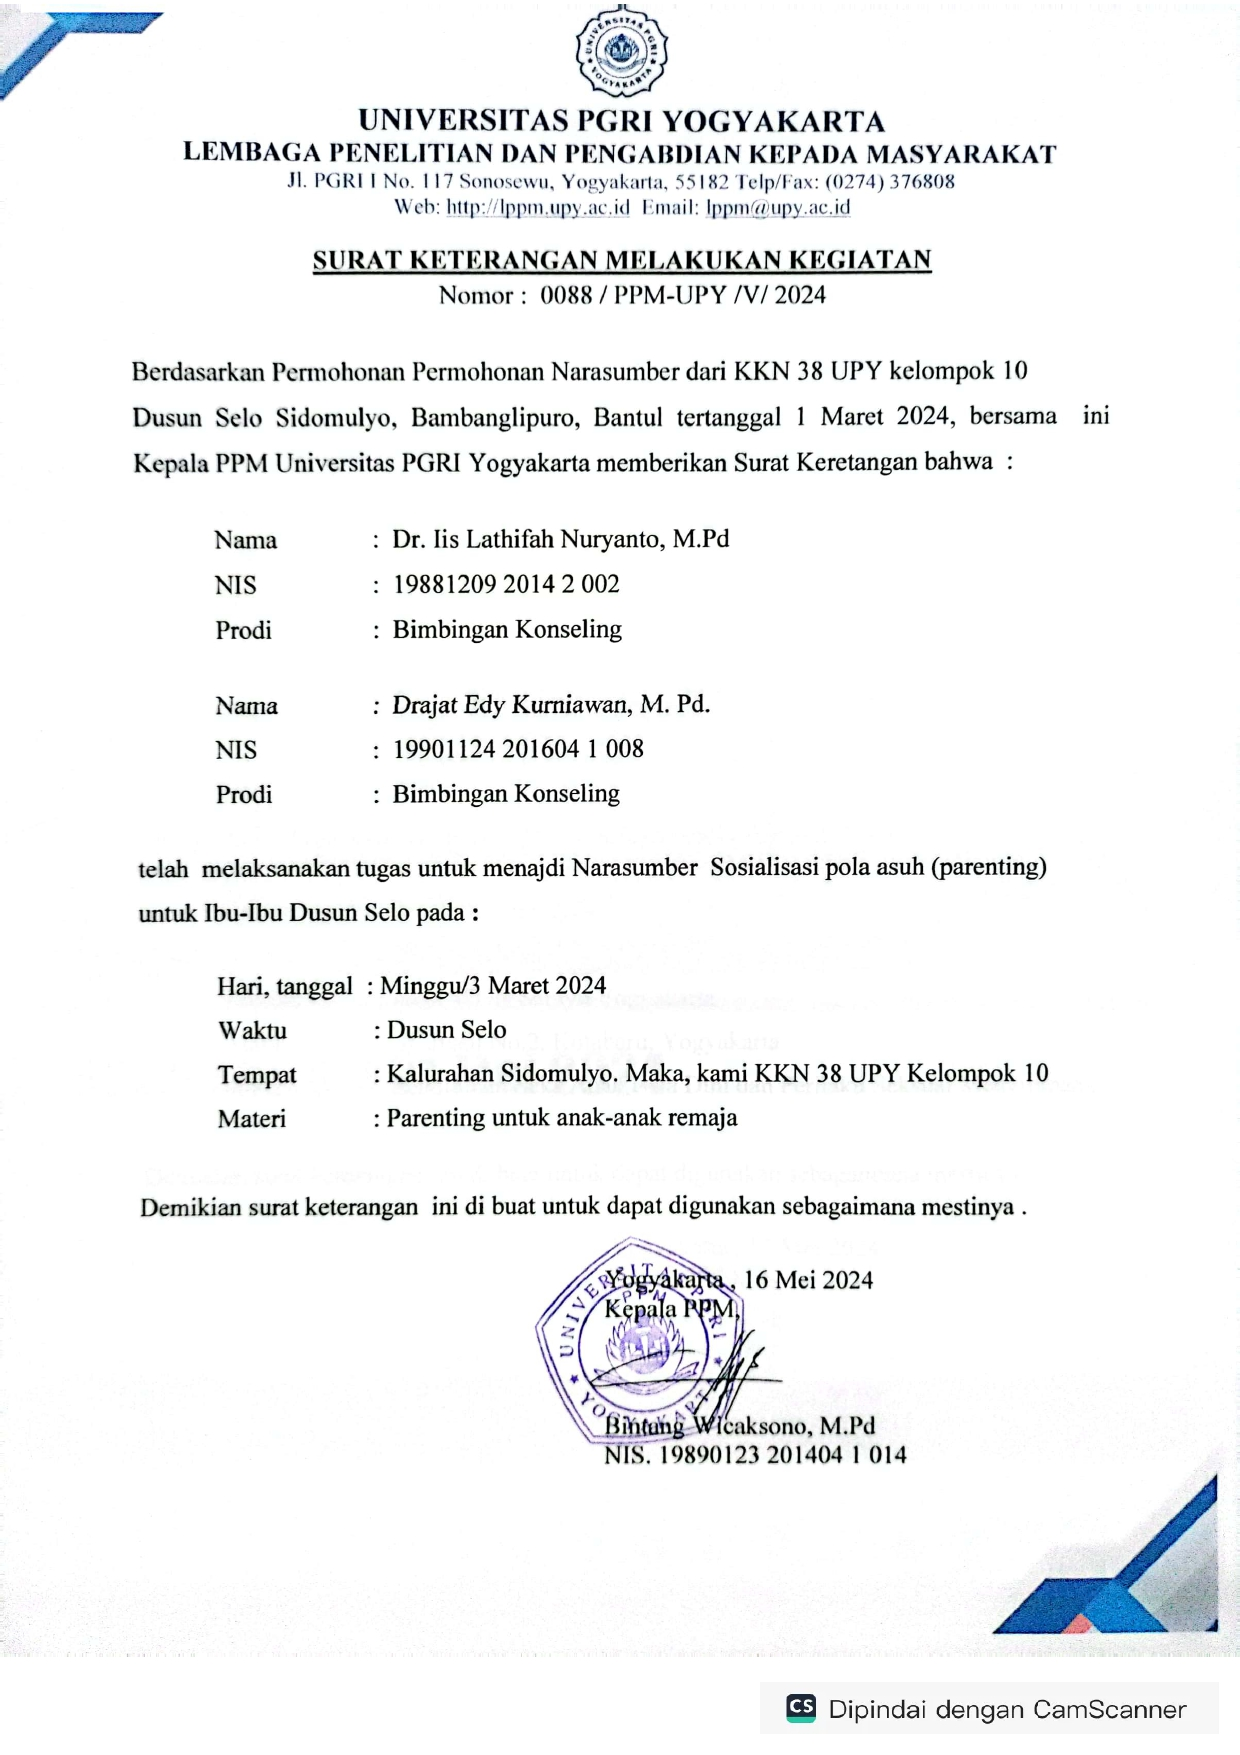 UNIVERSITAS PGRI
YOGYAKARTA
UNIVERSITAS PGRI YOGYAKARTA
LEMBAGA PENELITIAN DAN PENGABDIAN KEPADA MASYARAKAT
Jl. PGRI I No. 117 Sonosewu, Yogyakarta, 55182 Telp/Fax: (0274) 376808
Web: http://lppm.upy.ac.id Email: lppm@upy.ac.id
SURAT KETERANGAN MELAKUKAN KEGIATAN
Nomor : 0088 / PPM-UPY /V/ 2024
Berdasarkan Permohonan Permohonan Narasumber dari KKN 38 UPY kelompok 10
Dusun Selo Sidomulyo, Bambanglipuro, Bantul tertanggal 1 Maret 2024, bersama ini
Kepala PPM Universitas PGRI Yogyakarta memberikan Surat Keretangan bahwa :
Nama : Dr. Iis Lathifah Nuryanto, M.Pd
NIS : 19881209 2014 2 002
Prodi : Bimbingan Konseling
Nama : Drajat Edy Kurniawan, M. Pd.
NIS : 19901124 201604 1 008
Prodi : Bimbingan Konseling
telah melaksanakan tugas untuk menajdi Narasumber Sosialisasi pola asuh (parenting)
untuk Ibu-Ibu Dusun Selo pada :
Hari, tanggal : Minggu/3 Maret 2024
Waktu : Dusun Selo
Tempat : Kalurahan Sidomulyo. Maka, kami KKN 38 UPY Kelompok 10
Materi : Parenting untuk anak-anak remaja
Demikian surat keterangan ini di buat untuk dapat digunakan sebagaimana mestinya .
Yogyakarta , 16 Mei 2024
Kepala PPM,
UNIVERSITAS PGRI
LPPM
YOGYAKARTA
Bintang Wicaksono, M.Pd
NIS. 19890123 201404 1 014
CS Dipindai dengan CamScanner